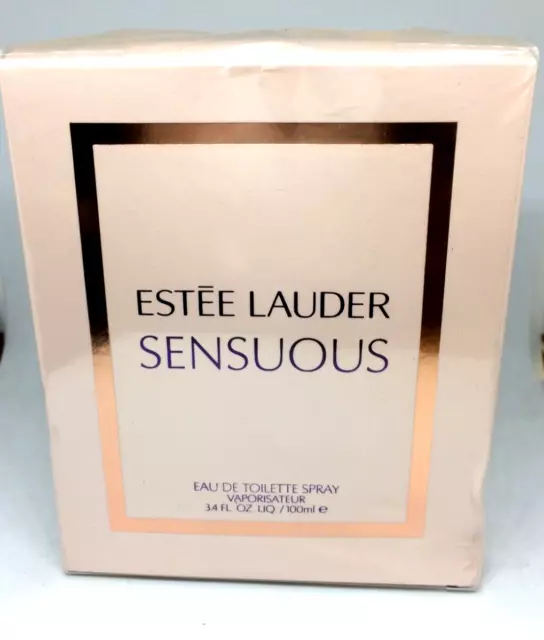 ESTĒE LAUDER
SENSUOUS
EAU DE TOILETTE SPRAY
VAPORISATEUR
3.4 FL. OZ. LIQ. / 100ml ℮